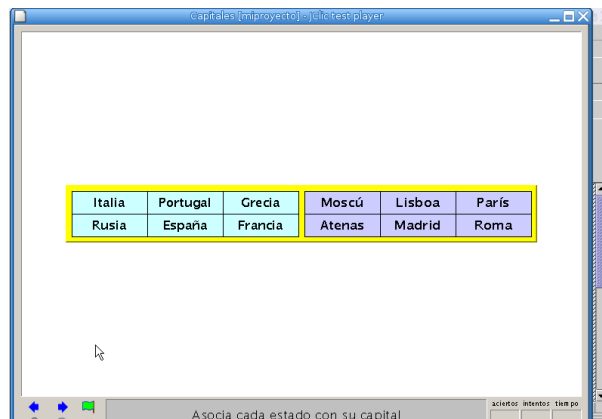 Capitales [miproyecto] - JClic test player
Italia Portugal Grecia Moscú Lisboa París
Rusia España Francia Atenas Madrid Roma
Asocia cada estado con su capital
aciertos intentos tiempo